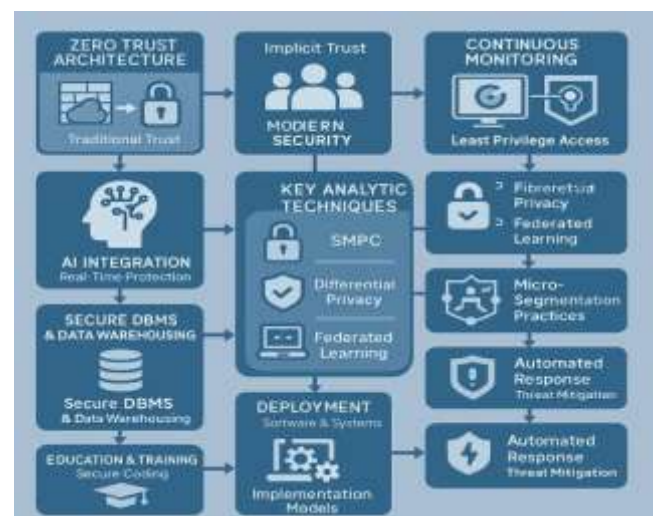 ZERO TRUST
ARCHITECTURE
Traditional Trust
Implicit Trust
MODIERN
SECURITY
CONTINUOUS
MONITORING
Least Privilege Access
AI INTEGRATION
Real-Time Protection
KEY ANALYTIC
TECHNIQUES
SMPC
Differential
Privacy
Federated
Learning
Privacy
Federated
Learning
Micro-
Segmentation
Practices
SECURE DBMS
& DATA WAREHOUSING
Secure DBMS
& Data Warehousing
Automated
Response
Threat Mitigation
EDUCATION & TRAINING
Secure Coding
DEPLOYMENT
Software & Systems
Implementation
Models
Automated
Response
Threat Mitigation